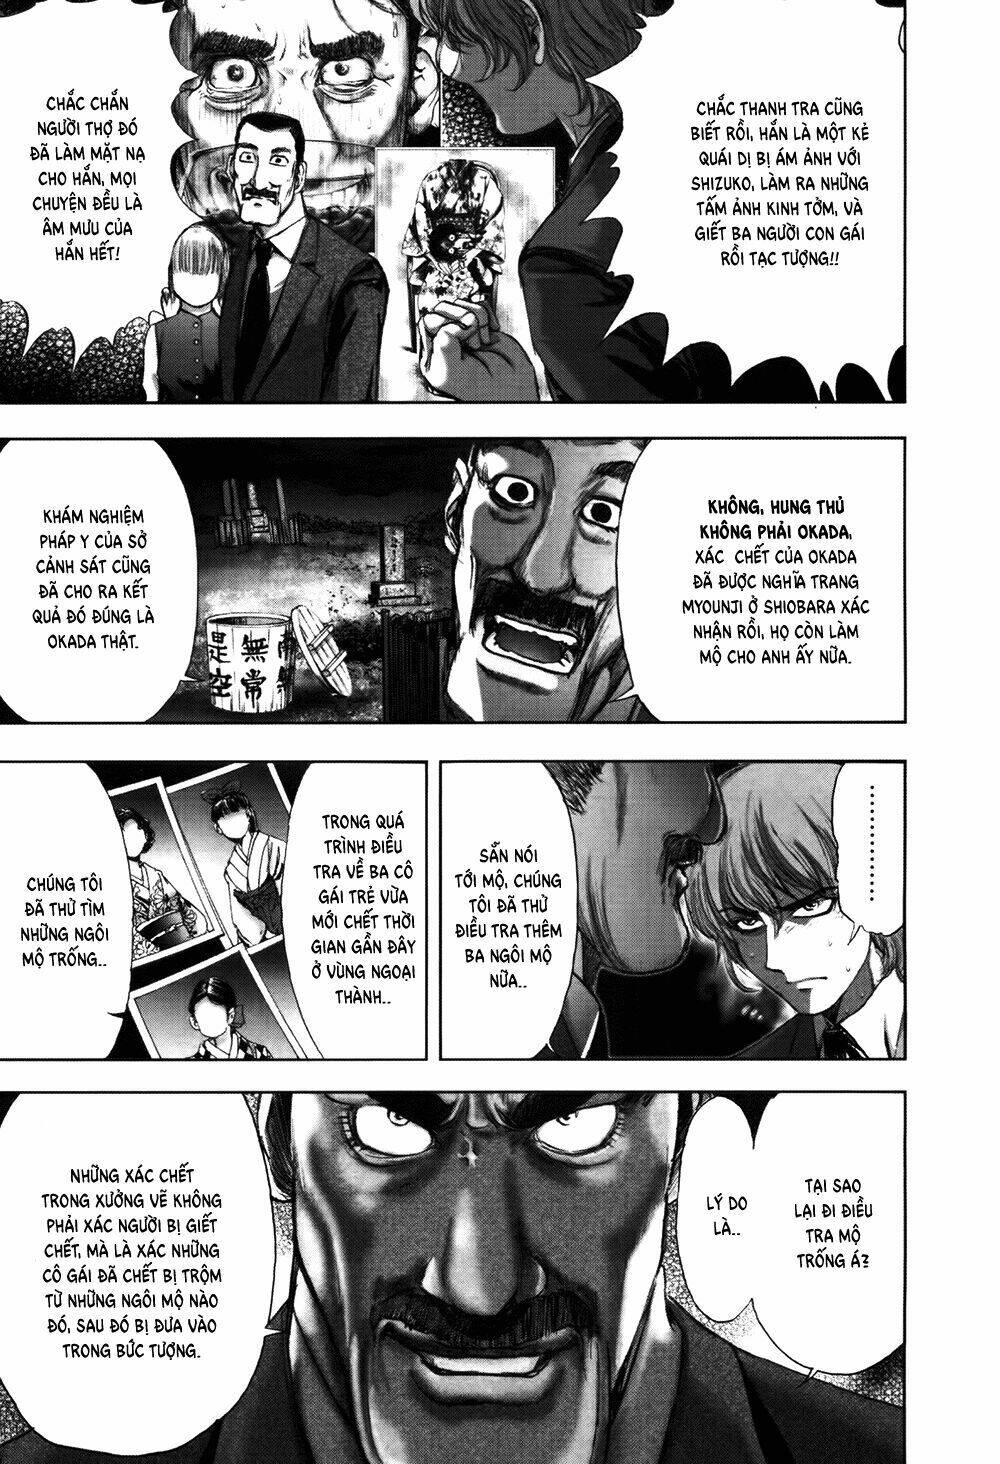 CHẮC THANH TRA CŨNG
BIẾT RỒI, HẮN LÀ MỘT KẺ
QUÁI DỊ BỊ ÁM ẢNH VỚI
SHIZUKO, LÀM RA NHỮNG
TẤM ẢNH KINH TỞM, VÀ
GIẾT BA NGƯỜI CON GÁI
RỒI TẠC TƯỢNG!!
CHẮC CHẮN
NGƯỜI THỢ ĐÓ
ĐÃ LÀM MẶT NẠ
CHO HẮN, MỌI
CHUYỆN ĐỀU LÀ
ÂM MƯU CỦA
HẮN HẾT!
KHÔNG, HUNG THỦ
KHÔNG PHẢI OKADA,
XÁC CHẾT CỦA OKADA
ĐÃ ĐƯỢC NGHĨA TRANG
MYOUNJI Ở SHIOBARA XÁC
NHẬN RỒI, HỌ CÒN LÀM
MỘ CHO ANH ẤY NỮA.
南無
無常
是空
KHÁM NGHIỆM
PHÁP Y CỦA SỞ
CẢNH SÁT CŨNG
ĐÃ CHO RA KẾT
QUẢ ĐÓ ĐÚNG LÀ
OKADA THẬT.
.........
SẴN NÓI
TỚI MỘ, CHÚNG
TÔI ĐÃ THỬ
ĐIỀU TRA THÊM
BA NGÔI MỘ
NỮA..
TRONG QUÁ
TRÌNH ĐIỀU
TRA VỀ BA CÔ
GÁI TRẺ VỪA
MỚI CHẾT THỜI
GIAN GẦN ĐÂY
Ở VÙNG NGOẠI
THÀNH..
CHÚNG TÔI
ĐÃ THỬ TÌM
NHỮNG NGÔI
MỘ TRỐNG..
TẠI SAO
LẠI ĐI ĐIỀU
TRA MỘ
TRỐNG Á?
LÝ DO
LÀ..
NHỮNG XÁC CHẾT
TRONG XƯỞNG VẼ KHÔNG
PHẢI XÁC NGƯỜI BỊ GIẾT
CHẾT, MÀ LÀ XÁC NHỮNG
CÔ GÁI ĐÃ CHẾT BỊ TRỘM
TỪ NHỮNG NGÔI MỘ NÀO
ĐÓ, SAU ĐÓ BỊ ĐƯA VÀO
TRONG BỨC TƯỢNG.